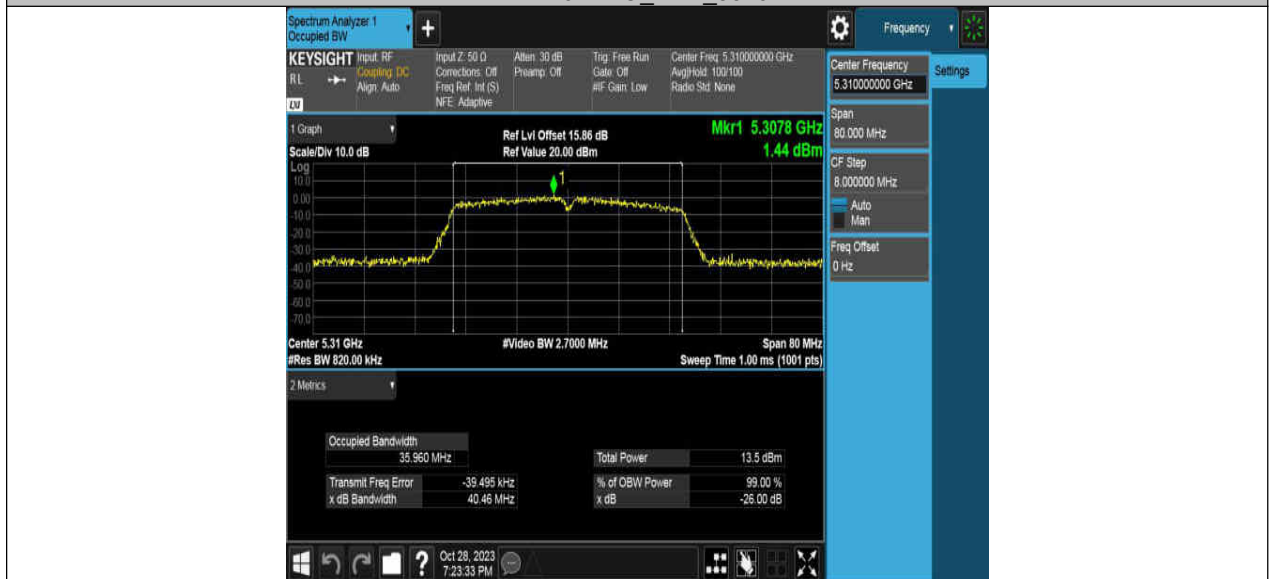 Spectrum Analyzer 1
Occupied BW
+
Frequency
KEYSIGHT
RL
Input: RF
Coupling: DC
Align: Auto
Input Z: 50 Ω
Corrections: Off
Freq Ref: Int (S)
NFE: Adaptive
Atten: 30 dB
Preamp: Off
Trig: Free Run
Gate: Off
#IF Gain: Low
Center Freq: 5.310000000 GHz
Avg|Hold: 100/100
Radio Std: None
Center Frequency
5.310000000 GHz
Settings
Span
80.000 MHz
CF Step
8.000000 MHz
Auto
Man
Freq Offset
0 Hz
1 Graph
Scale/Div 10.0 dB
Ref Lvl Offset 15.86 dB
Ref Value 20.00 dBm
Mkr1 5.3078 GHz
1.44 dBm
Log
10.0
0.00
-10.0
-20.0
-30.0
-40.0
-50.0
-60.0
-70.0
1
Center 5.31 GHz
#Res BW 820.00 kHz
#Video BW 2.7000 MHz
Span 80 MHz
Sweep Time 1.00 ms (1001 pts)
2 Metrics
Occupied Bandwidth
35.960 MHz
Total Power 13.5 dBm
Transmit Freq Error -39.495 kHz
% of OBW Power 99.00 %
x dB Bandwidth 40.46 MHz
x dB -26.00 dB
?
Oct 28, 2023
7:23:33 PM